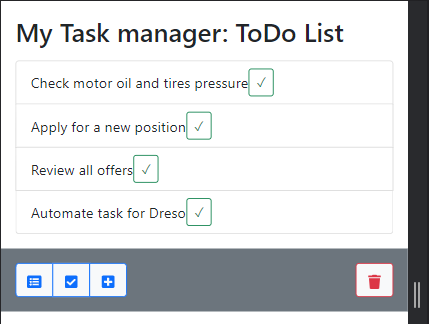 My Task manager: ToDo List
Check motor oil and tires pressure ✓
Apply for a new position ✓
Review all offers ✓
Automate task for Dreso ✓